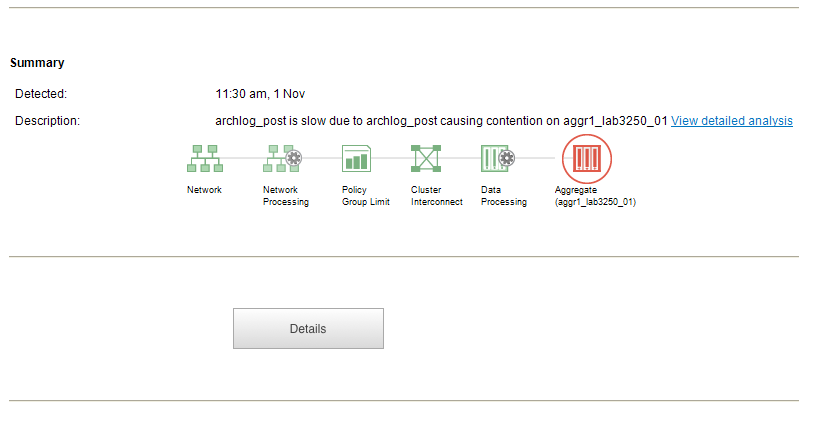 Summary
Detected: 11:30 am, 1 Nov
Description: archlog_post is slow due to archlog_post causing contention on aggr1_lab3250_01 View detailed analysis
Network
Network
Processing
Policy
Group Limit
Cluster
Interconnect
Data
Processing
Aggregate
(aggr1_lab3250_01)
Details